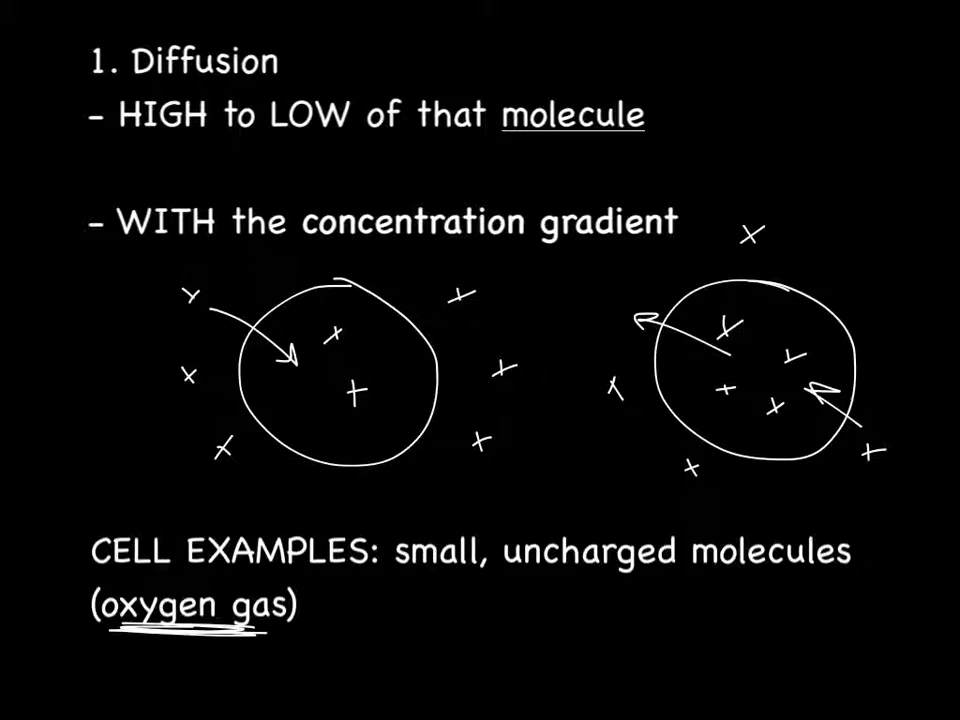 1. Diffusion
- HIGH to LOW of that molecule
- WITH the concentration gradient
CELL EXAMPLES: small, uncharged molecules
(oxygen gas)